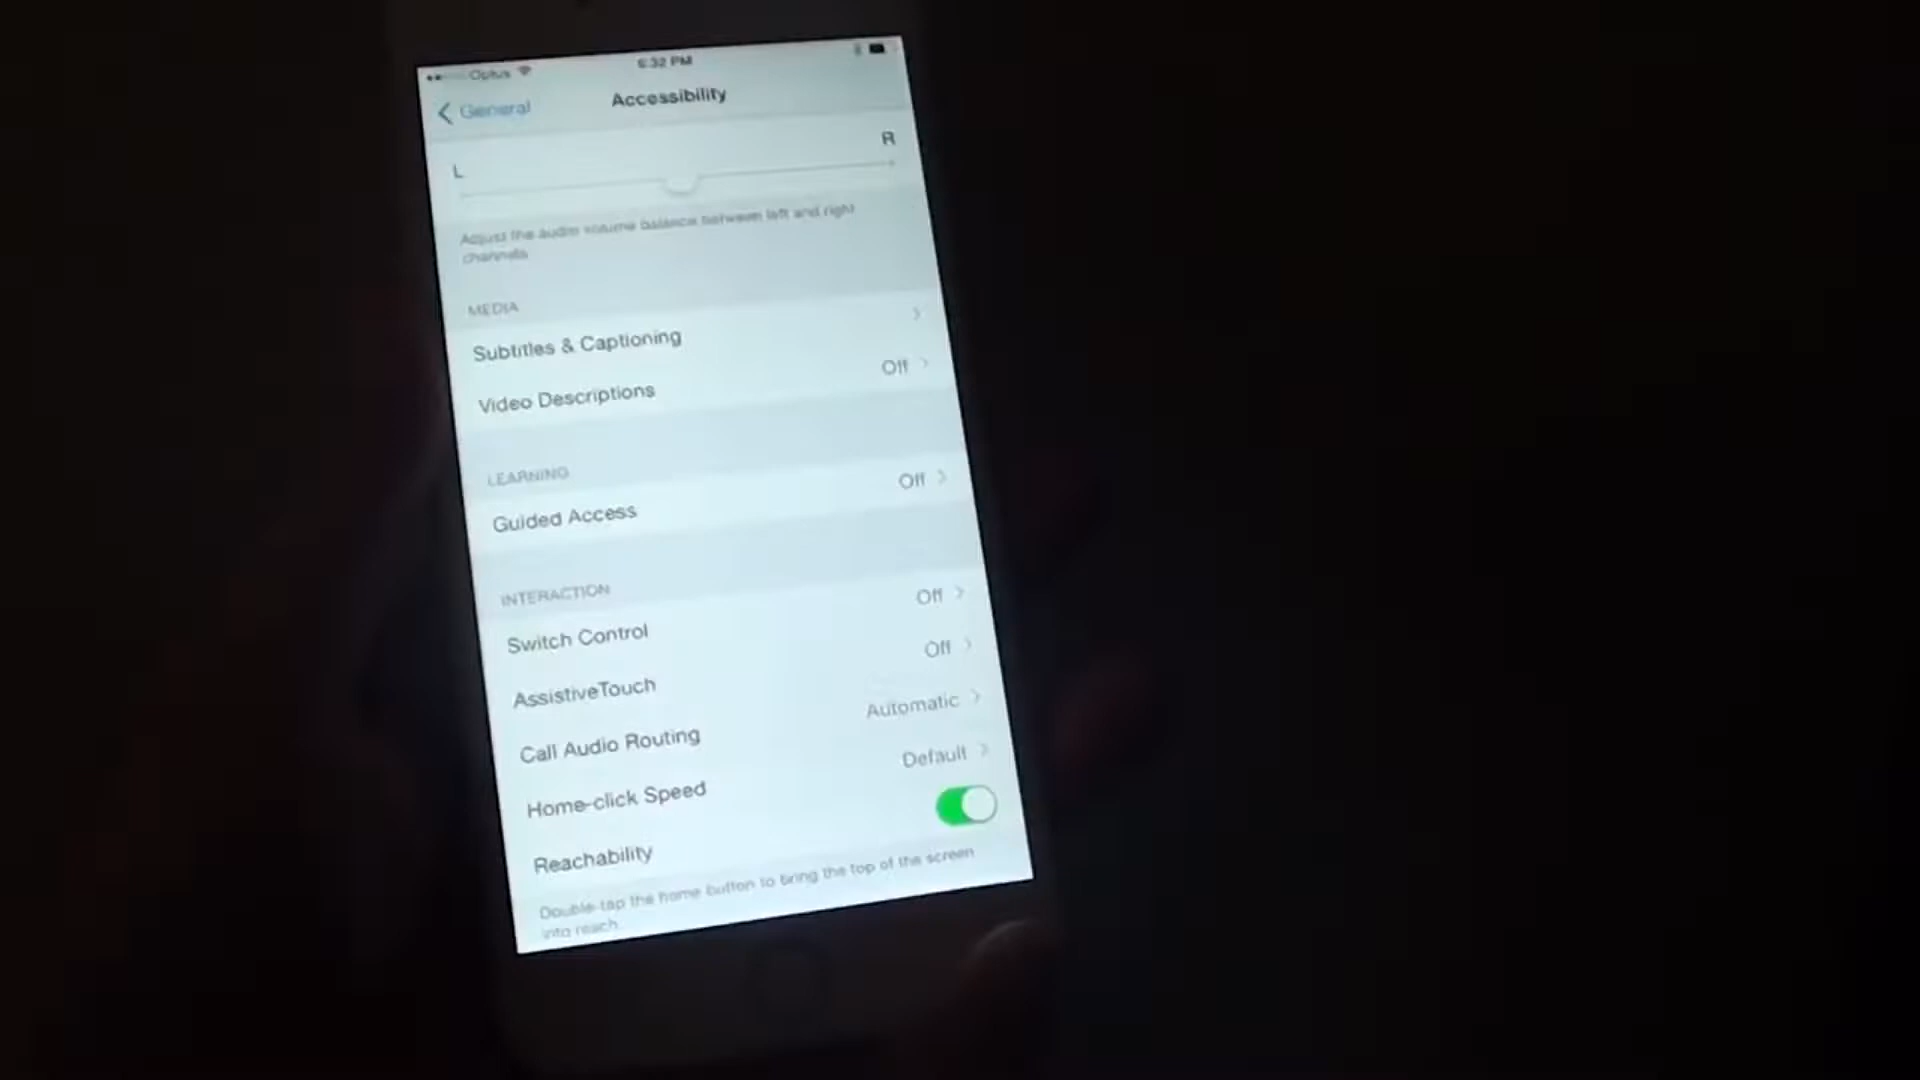 Optus 6:32 PM
General Accessibility
L R
Adjust the audio volume balance between left and right
channels
MEDIA
Subtitles & Captioning
Video Descriptions Off
LEARNING
Guided Access Off
INTERACTION
Switch Control Off
AssistiveTouch Off
Call Audio Routing Automatic
Home-click Speed Default
Reachability
Double-tap the home button to bring the top of the screen
into reach